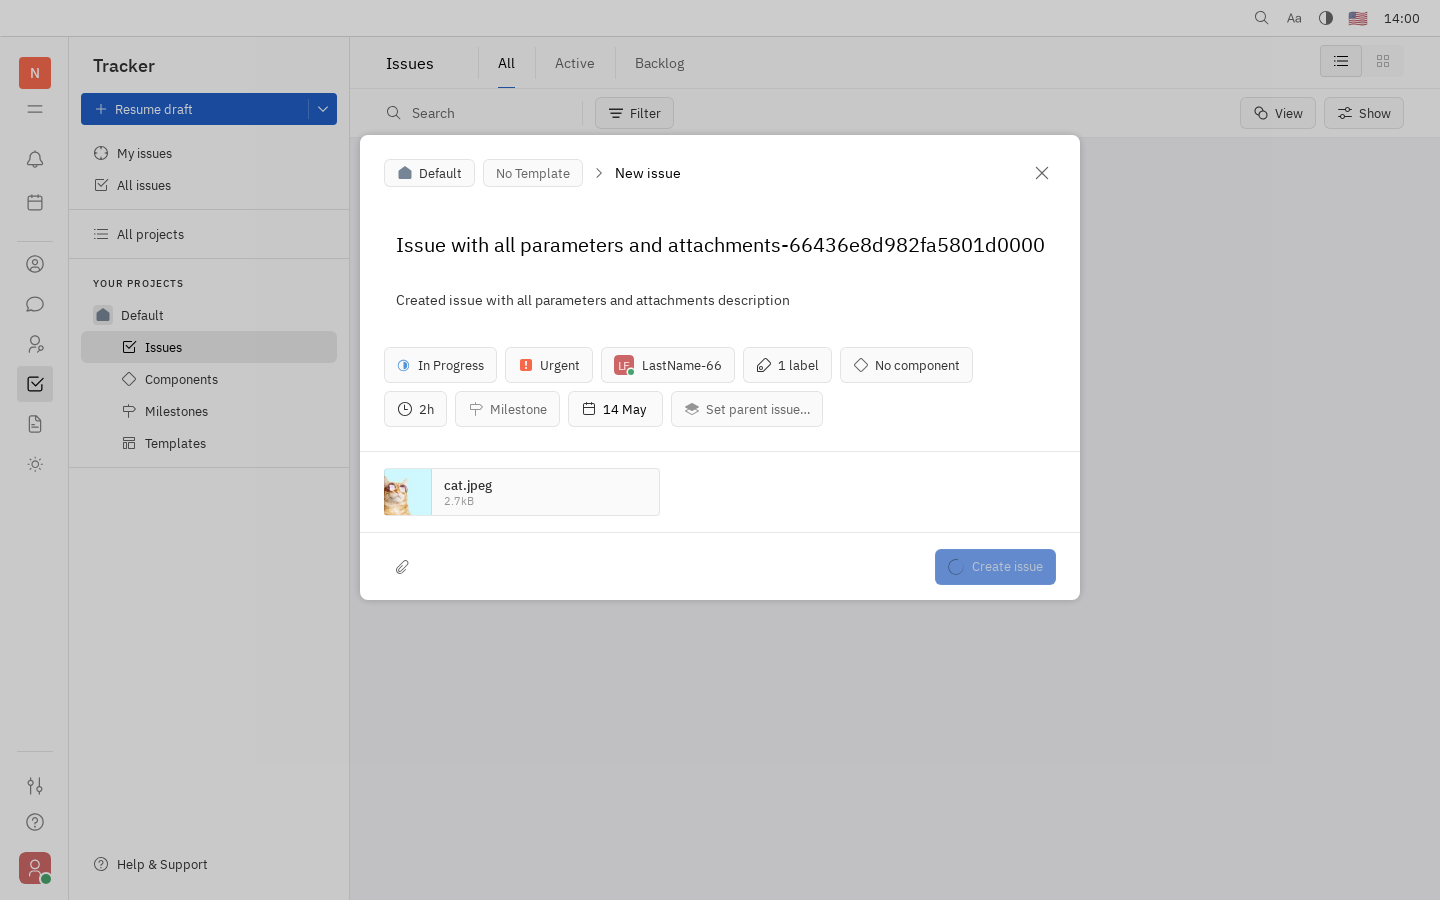 Aa 14:00
N
Tracker
Issues All Active Backlog
Resume draft
Search Filter View Show
My issues
All issues
All projects
YOUR PROJECTS
Default
Issues
Components
Milestones
Templates
Help & Support
Default No Template New issue
Issue with all parameters and attachments-66436e8d982fa5801d0000
Created issue with all parameters and attachments description
In Progress Urgent LF LastName-66 1 label No component
2h Milestone 14 May Set parent issue...
cat.jpeg
2.7kB
Create issue